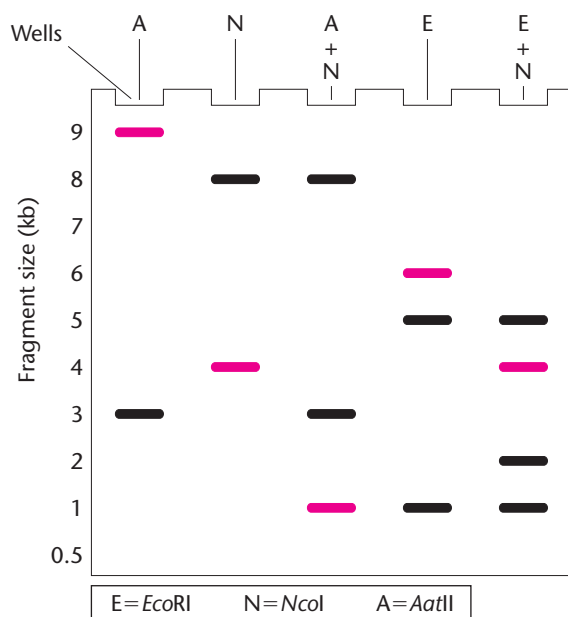 Wells
A
N
A
+
N
E
E
+
N
Fragment size (kb)
9
8
7
6
5
4
3
2
1
0.5
E=EcoRI N=NcoI A=AatII